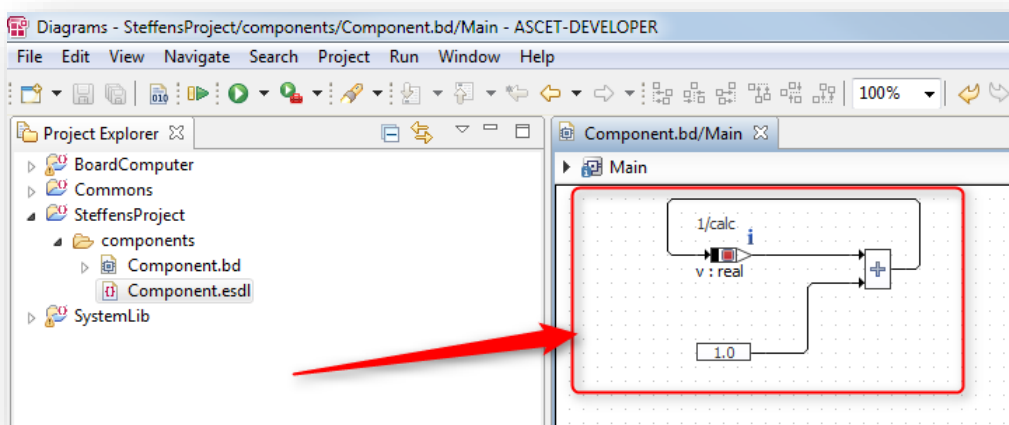 Diagrams - SteffensProject/components/Component.bd/Main - ASCET-DEVELOPER
File Edit View Navigate Search Project Run Window Help
010 100%
Project Explorer
Component.bd/Main
BoardComputer
Main
Commons
SteffensProject
components
Component.bd
Component.esdl
SystemLib
1/calc
i
v : real
1.0